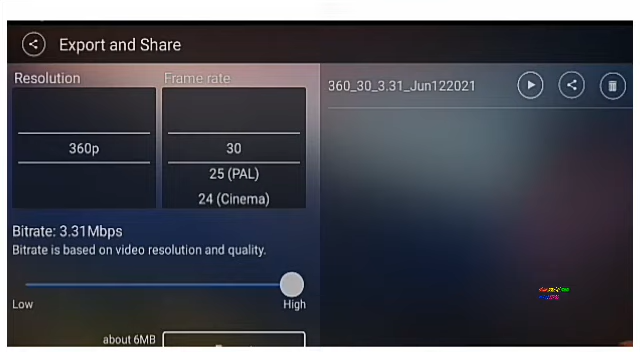 Export and Share
Resolution
Frame rate
360_30_3.31_Jun122021
360p
30
25 (PAL)
24 (Cinema)
Bitrate: 3.31Mbps
Bitrate is based on video resolution and quality.
Low
High
about 6MB